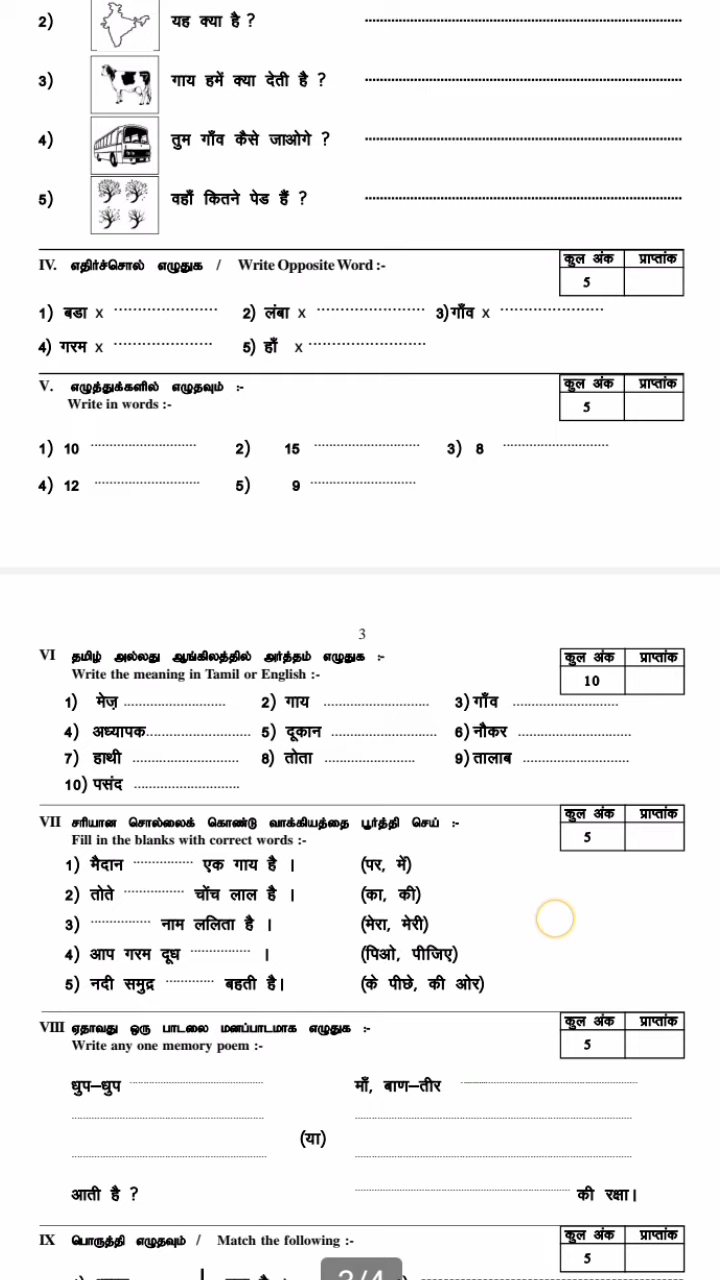 2) यह क्या है ?
3) गाय हमें क्या देती है ?
4) तुम गाँव कैसे जाओगे ?
5) वहाँ कितने पेड हैं ?
IV. எதிர்ச்சொல் எழுதுக / Write Opposite Word :- कुल अंक प्राप्तांक
5
1) बडा x 2) लंबा x 3) गाँव x
4) गरम x 5) हाँ x
V. எழுத்துக்களில் எழுதவும் :- कुल अंक प्राप्तांक
Write in words :- 5
1) 10 2) 15 3) 8
4) 12 5) 9
3
VI தமிழ் அல்லது ஆங்கிலத்தில் அர்த்தம் எழுதுக :- कुल अंक प्राप्तांक
Write the meaning in Tamil or English :- 10
1) मेज़ 2) गाय 3) गाँव
4) अध्यापक 5) दूकान 6) नौकर
7) हाथी 8) तोता 9) तालाब
10) पसंद
VII சரியான சொல்லைக் கொண்டு வாக்கியத்தை பூர்த்தி செய் :- कुल अंक प्राप्तांक
Fill in the blanks with correct words :- 5
1) मैदान एक गाय है । (पर, में)
2) तोते चोंच लाल है । (का, की)
3) नाम ललिता है । (मेरा, मेरी)
4) आप गरम दूध । (पिओ, पीजिए)
5) नदी समुद्र बहती है। (के पीछे, की ओर)
VIII ஏதாவது ஒரு பாடலை மனப்பாடமாக எழுதுக :- कुल अंक प्राप्तांक
Write any one memory poem :- 5
धुप–धुप माँ, बाण–तीर
(या)
आती है ? की रक्षा।
IX பொருத்தி எழுதவும் / Match the following :- कुल अंक प्राप्तांक
5
2/4